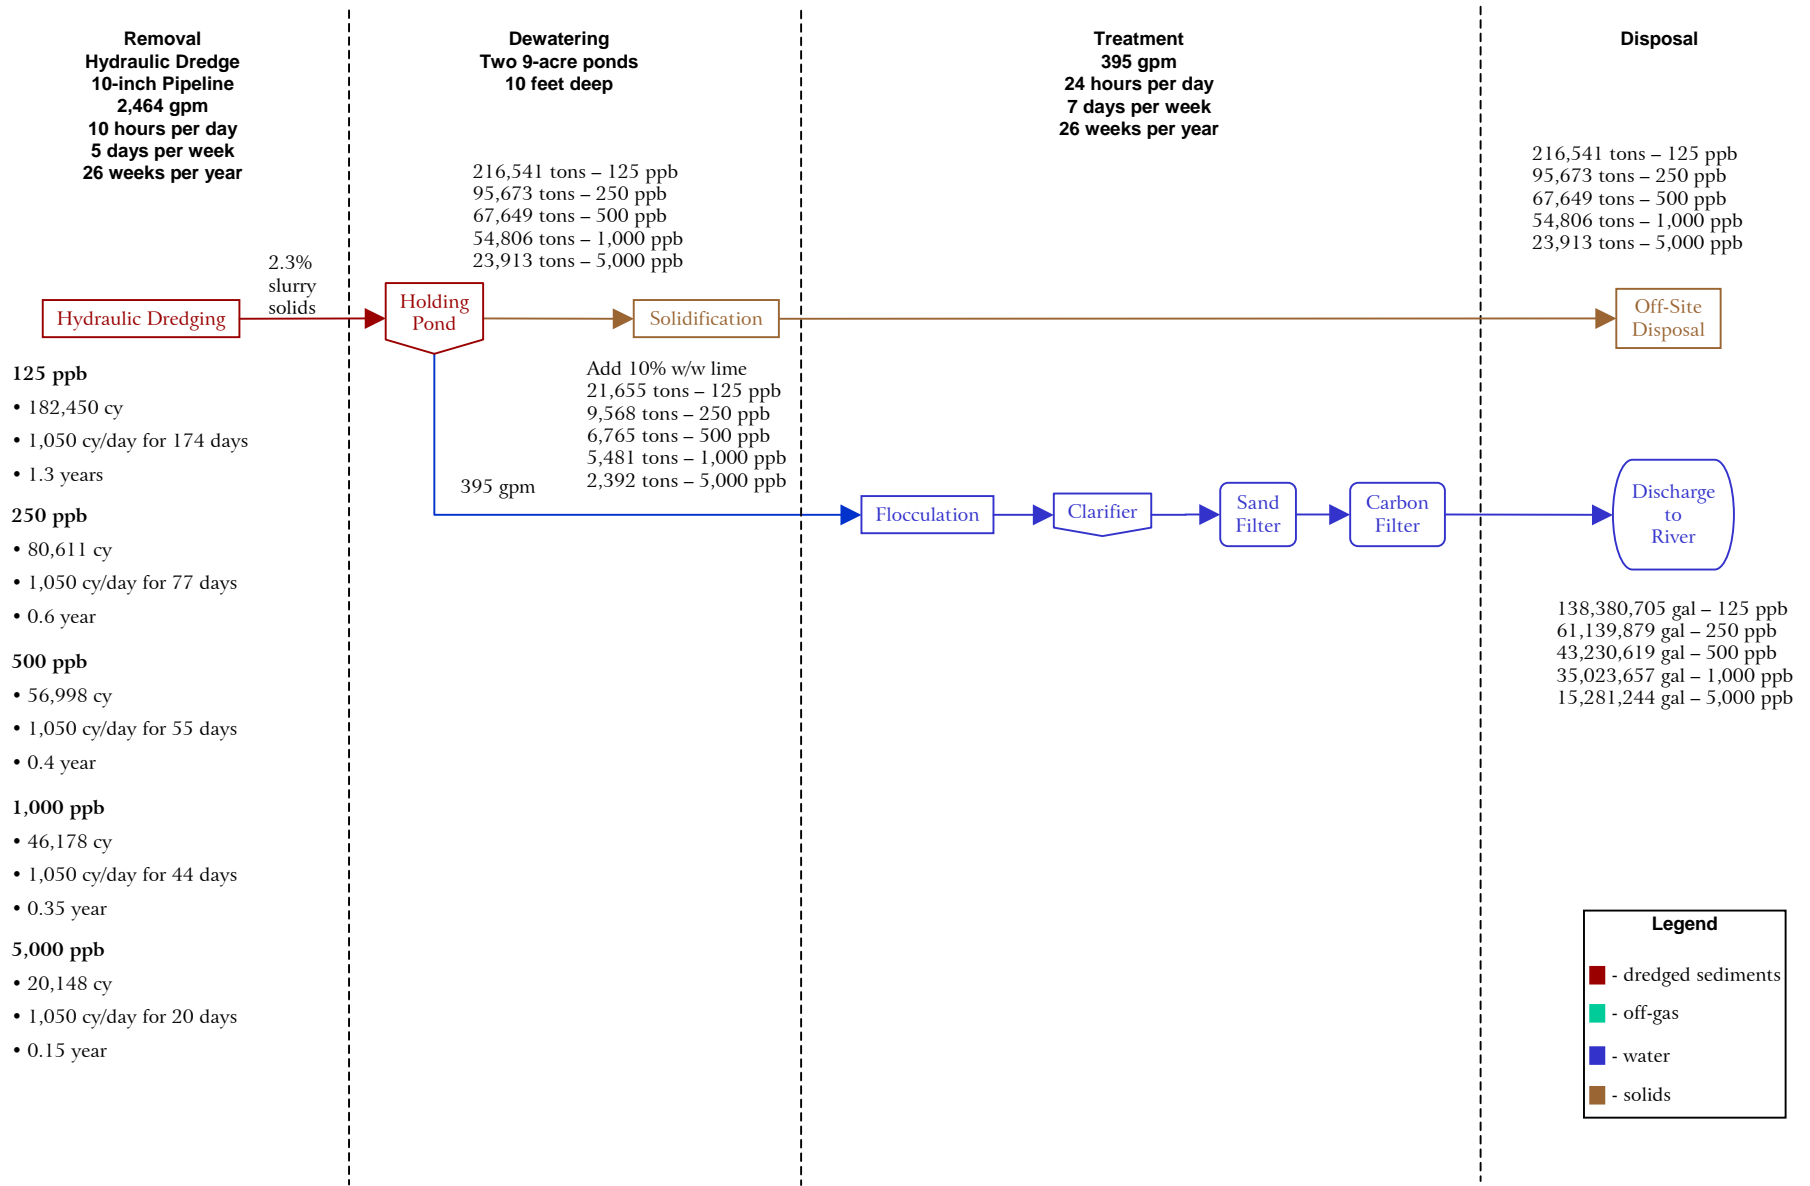 Removal
Hydraulic Dredge
10-inch Pipeline
2,464 gpm
10 hours per day
5 days per week
26 weeks per year
Dewatering
Two 9-acre ponds
10 feet deep
Treatment
395 gpm
24 hours per day
7 days per week
26 weeks per year
Disposal
216,541 tons – 125 ppb
95,673 tons – 250 ppb
67,649 tons – 500 ppb
54,806 tons – 1,000 ppb
23,913 tons – 5,000 ppb
216,541 tons – 125 ppb
95,673 tons – 250 ppb
67,649 tons – 500 ppb
54,806 tons – 1,000 ppb
23,913 tons – 5,000 ppb
Hydraulic Dredging
2.3%
slurry
solids
Holding
Pond
Solidification
Off-Site
Disposal
Add 10% w/w lime
21,655 tons – 125 ppb
9,568 tons – 250 ppb
6,765 tons – 500 ppb
5,481 tons – 1,000 ppb
2,392 tons – 5,000 ppb
395 gpm
Flocculation
Clarifier
Sand
Filter
Carbon
Filter
Discharge
to
River
138,380,705 gal – 125 ppb
61,139,879 gal – 250 ppb
43,230,619 gal – 500 ppb
35,023,657 gal – 1,000 ppb
15,281,244 gal – 5,000 ppb
125 ppb
• 182,450 cy
• 1,050 cy/day for 174 days
• 1.3 years
250 ppb
• 80,611 cy
• 1,050 cy/day for 77 days
• 0.6 year
500 ppb
• 56,998 cy
• 1,050 cy/day for 55 days
• 0.4 year
1,000 ppb
• 46,178 cy
• 1,050 cy/day for 44 days
• 0.35 year
5,000 ppb
• 20,148 cy
• 1,050 cy/day for 20 days
• 0.15 year
Legend
- dredged sediments
- off-gas
- water
- solids